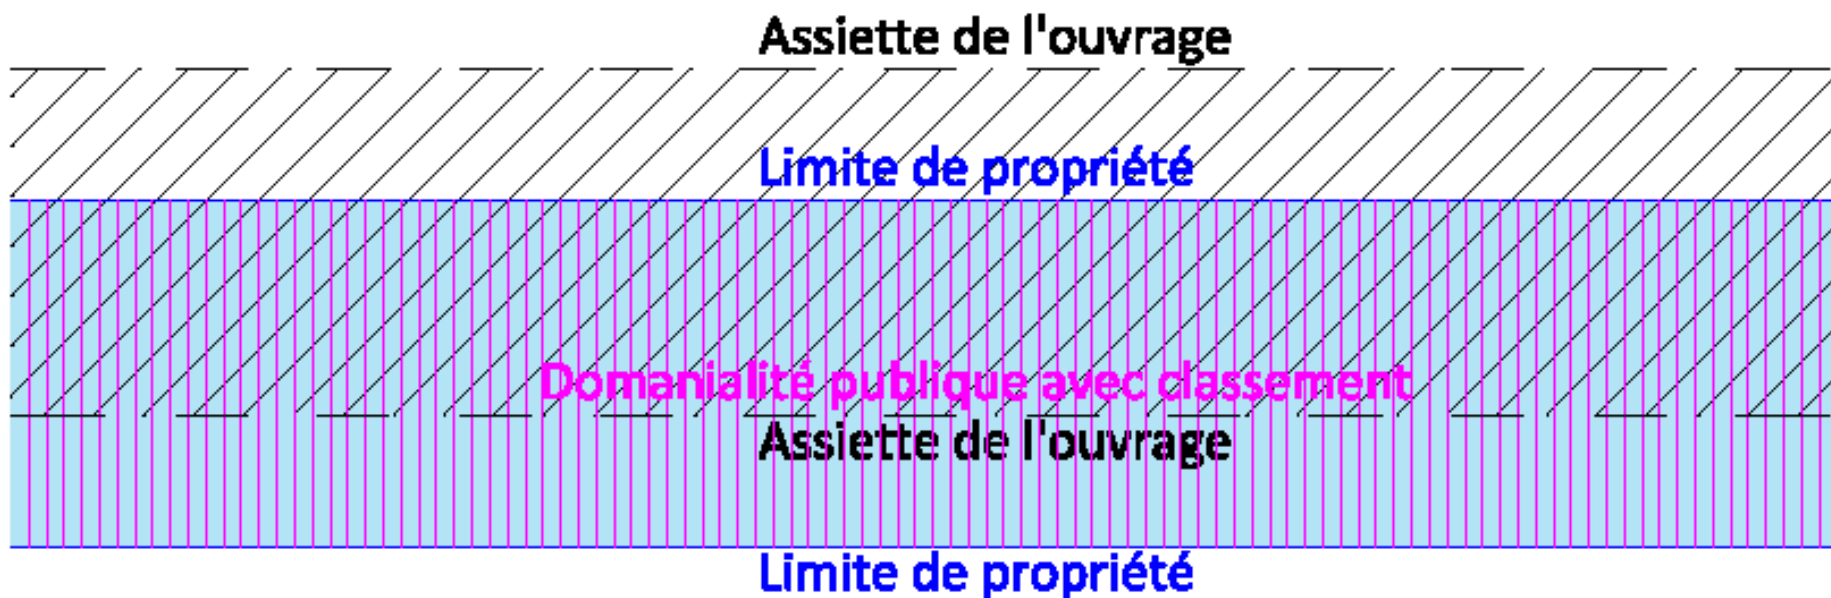 Assiette de l'ouvrage
Limite de propriété
Domanialité publique avec classement
Assiette de l'ouvrage
Limite de propriété